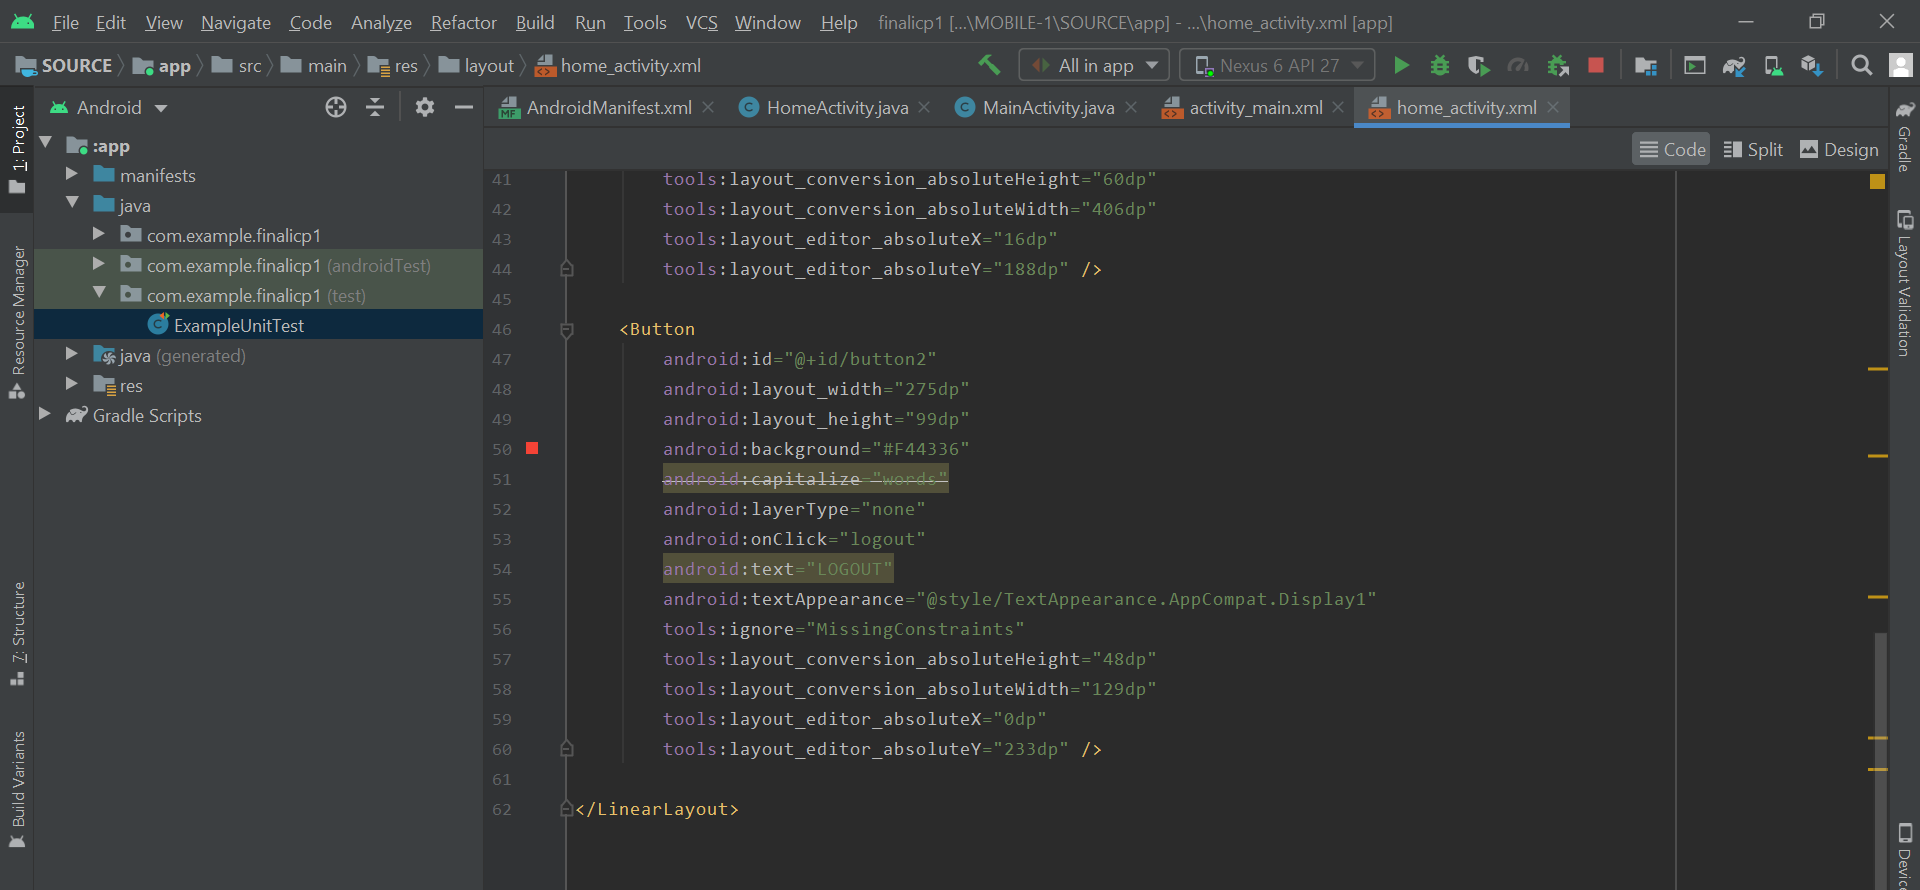 File Edit View Navigate Code Analyze Refactor Build Run Tools VCS Window Help finalicp1 [...\MOBILE-1\SOURCE\app] - ...\home_activity.xml [app]
SOURCE app src main res layout home_activity.xml All in app Nexus 6 API 27
Android
AndroidManifest.xml HomeActivity.java MainActivity.java activity_main.xml home_activity.xml
Code Split Design
1: Project
Resource Manager
7: Structure
Build Variants
:app
manifests
java
com.example.finalicp1
com.example.finalicp1 (androidTest)
com.example.finalicp1 (test)
ExampleUnitTest
java (generated)
res
Gradle Scripts
41 tools:layout_conversion_absoluteHeight="60dp"
42 tools:layout_conversion_absoluteWidth="406dp"
43 tools:layout_editor_absoluteX="16dp"
44 tools:layout_editor_absoluteY="188dp" />
45
46 <Button
47 android:id="@+id/button2"
48 android:layout_width="275dp"
49 android:layout_height="99dp"
50 android:background="#F44336"
51 android:capitalize="words"
52 android:layerType="none"
53 android:onClick="logout"
54 android:text="LOGOUT"
55 android:textAppearance="@style/TextAppearance.AppCompat.Display1"
56 tools:ignore="MissingConstraints"
57 tools:layout_conversion_absoluteHeight="48dp"
58 tools:layout_conversion_absoluteWidth="129dp"
59 tools:layout_editor_absoluteX="0dp"
60 tools:layout_editor_absoluteY="233dp" />
61
62 </LinearLayout>
Gradle
Layout Validation
Device